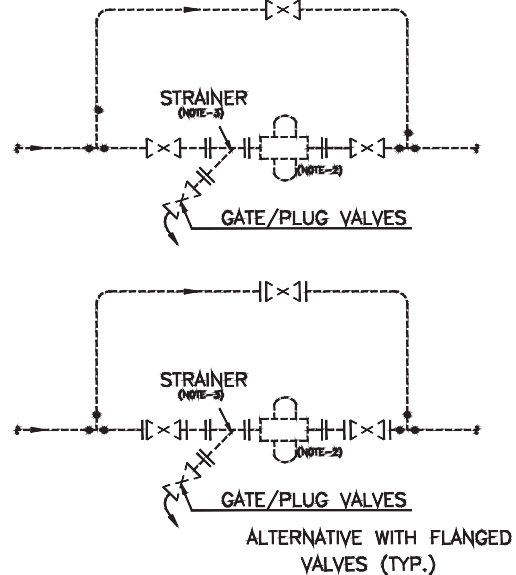 STRAINER
(NOTE-3)
(NOTE-2)
GATE/PLUG VALVES
STRAINER
(NOTE-3)
(NOTE-2)
GATE/PLUG VALVES
ALTERNATIVE WITH FLANGED
VALVES (TYP.)